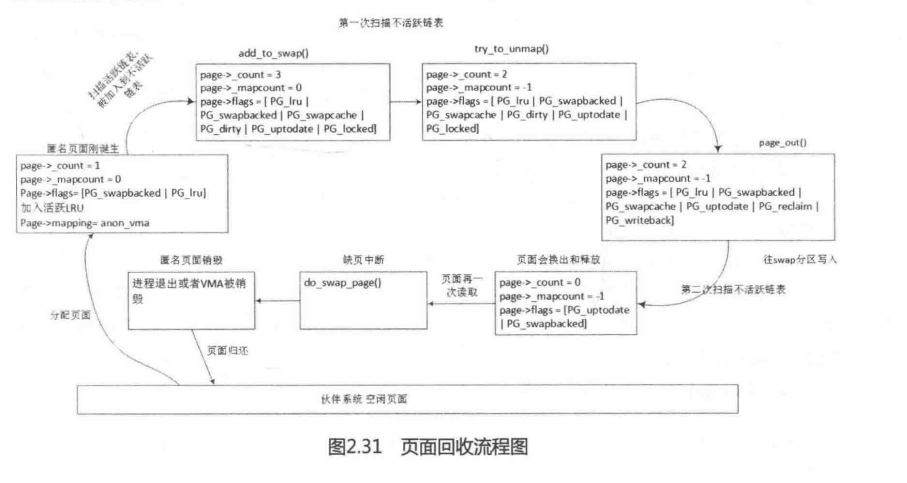 第一次扫描不活跃链表
扫描活跃链表,
被加入到不活跃
链表
add_to_swap()
page->_count = 3
page->_mapcount = 0
page->flags = [ PG_lru |
PG_swapbacked | PG_swapcache |
PG_dirty | PG_uptodate | PG_locked]
try_to_unmap()
page->_count = 2
page->_mapcount = -1
page->flags = [ PG_lru | PG_swapbacked |
PG_swapcache | PG_dirty | PG_uptodate |
PG_locked]
page_out()
page->_count = 2
page->_mapcount = -1
page->flags = [ PG_lru | PG_swapbacked |
PG_swapcache | PG_uptodate | PG_reclaim |
PG_writeback]
往swap分区写入
匿名页面刚诞生
page->_count = 1
page->_mapcount = 0
Page->flags= [PG_swapbacked | PG_lru]
加入活跃LRU
Page->mapping= anon_vma
匿名页面销毁
进程退出或者VMA被销
毁
缺页中断
do_swap_page()
页面再一
次读取
页面会换出和释放
page->_count = 0
page->_mapcount = -1
page->flags = [PG_uptodate
| PG_swapbacked]
第二次扫描不活跃链表
分配页面
页面归还
伙伴系统 空闲页面
图2.31 页面回收流程图